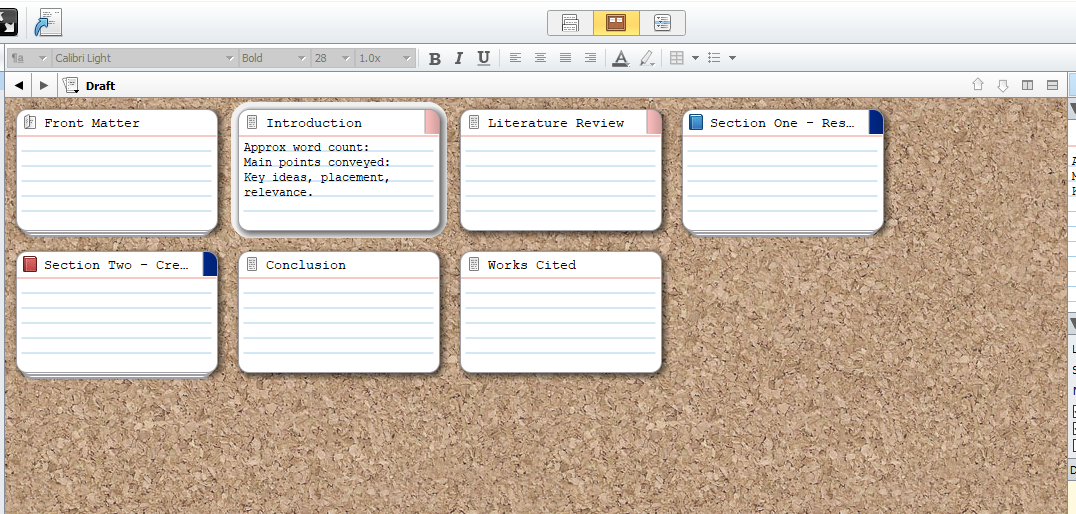 ¶a Calibri Light Bold 28 1.0x B I U A
Draft
Front Matter
Introduction
Approx word count:
Main points conveyed:
Key ideas, placement,
relevance.
Literature Review
Section One - Res…
Section Two - Cre…
Conclusion
Works Cited